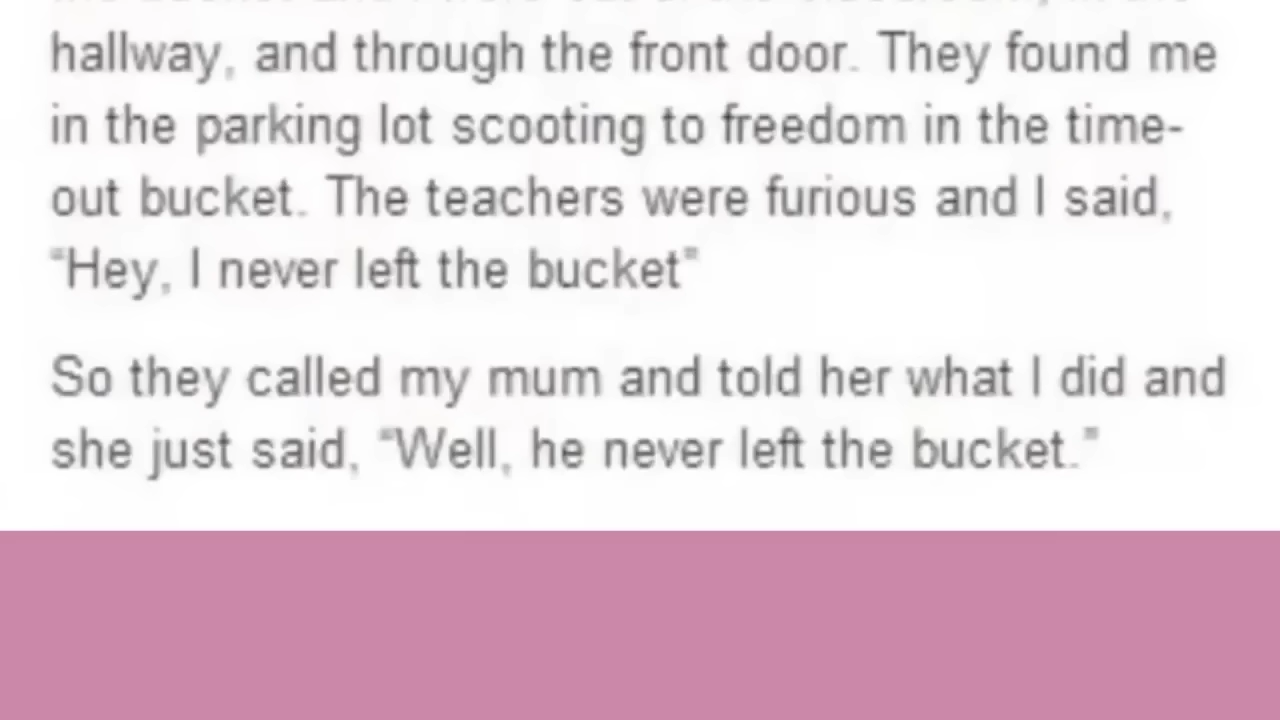 hallway, and through the front door. They found me
in the parking lot scooting to freedom in the time-
out bucket. The teachers were furious and I said,
"Hey, I never left the bucket"
So they called my mum and told her what I did and
she just said, "Well, he never left the bucket."